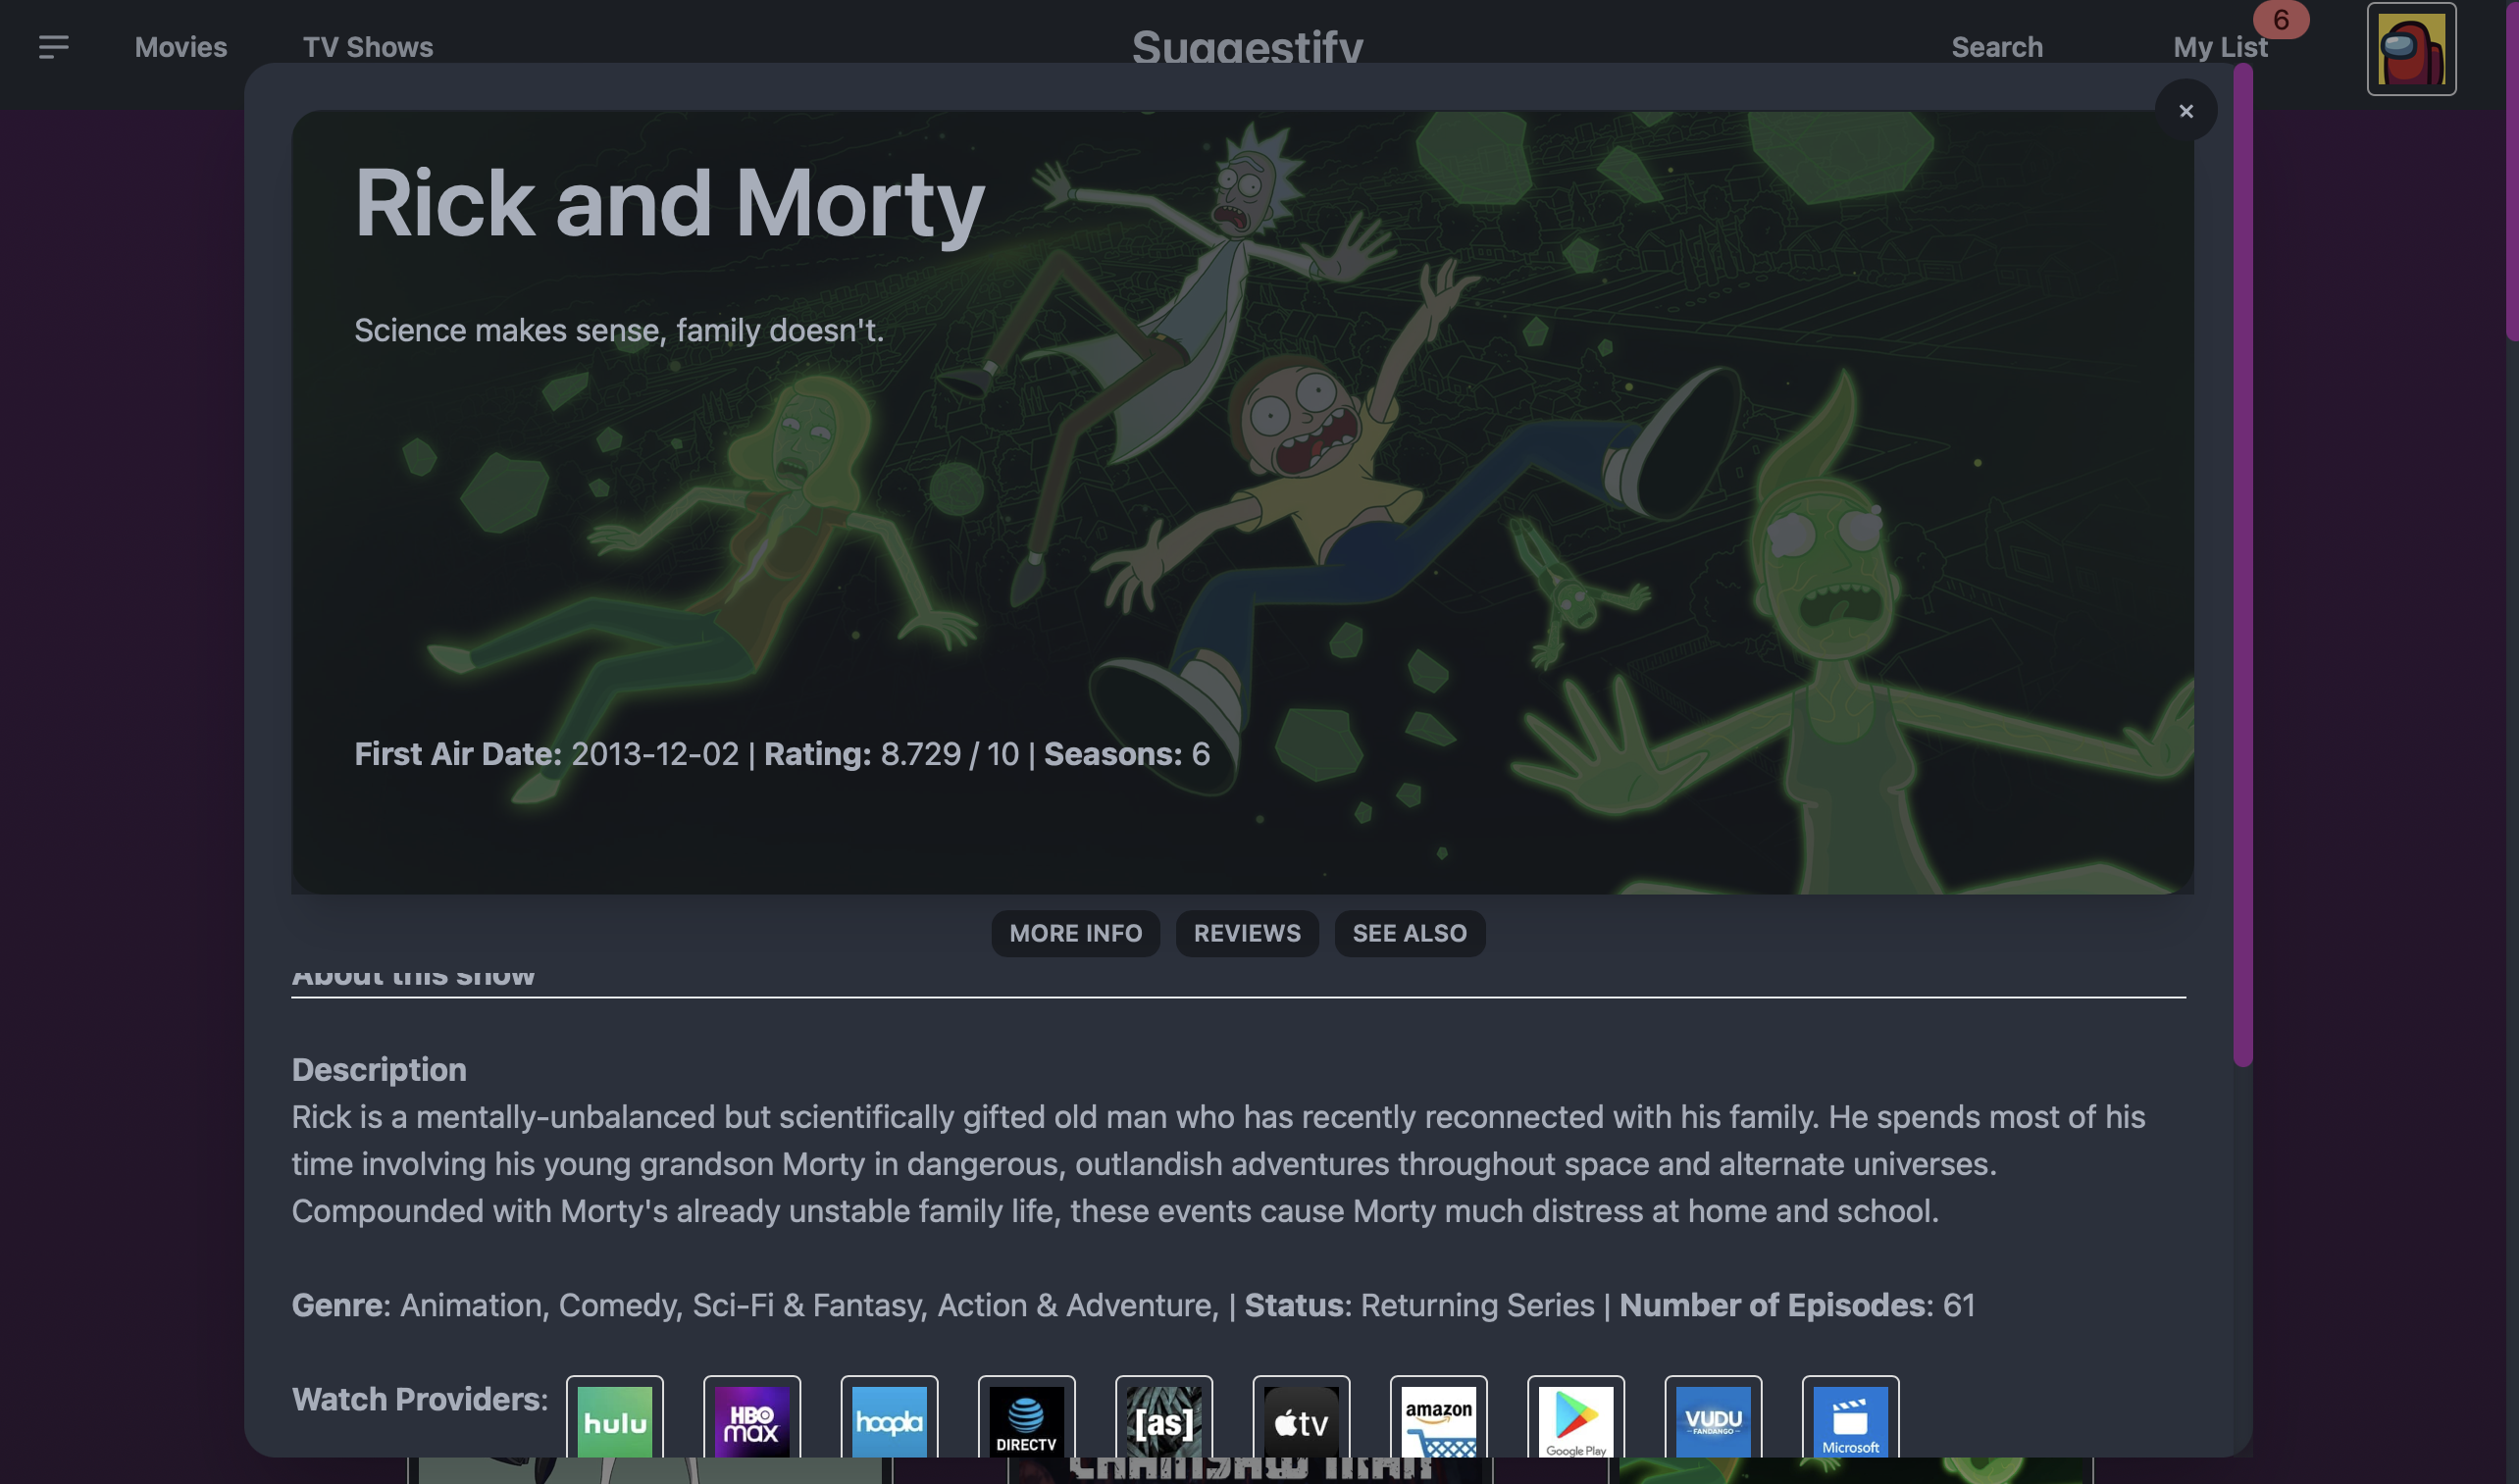 Movies
TV Shows
Suggestify
Search
My List
6
×
Rick and Morty
Science makes sense, family doesn't.
First Air Date: 2013-12-02 | Rating: 8.729 / 10 | Seasons: 6
MORE INFO
REVIEWS
SEE ALSO
About this show
Description
Rick is a mentally-unbalanced but scientifically gifted old man who has recently reconnected with his family. He spends most of his
time involving his young grandson Morty in dangerous, outlandish adventures throughout space and alternate universes.
Compounded with Morty's already unstable family life, these events cause Morty much distress at home and school.
Genre: Animation, Comedy, Sci-Fi & Fantasy, Action & Adventure, | Status: Returning Series | Number of Episodes: 61
Watch Providers:
hulu
HBO
max
hoopla
DIRECTV
[as]
tv
amazon
Google Play
VUDU
FANDANGO
Microsoft
CHAINSAW MAN